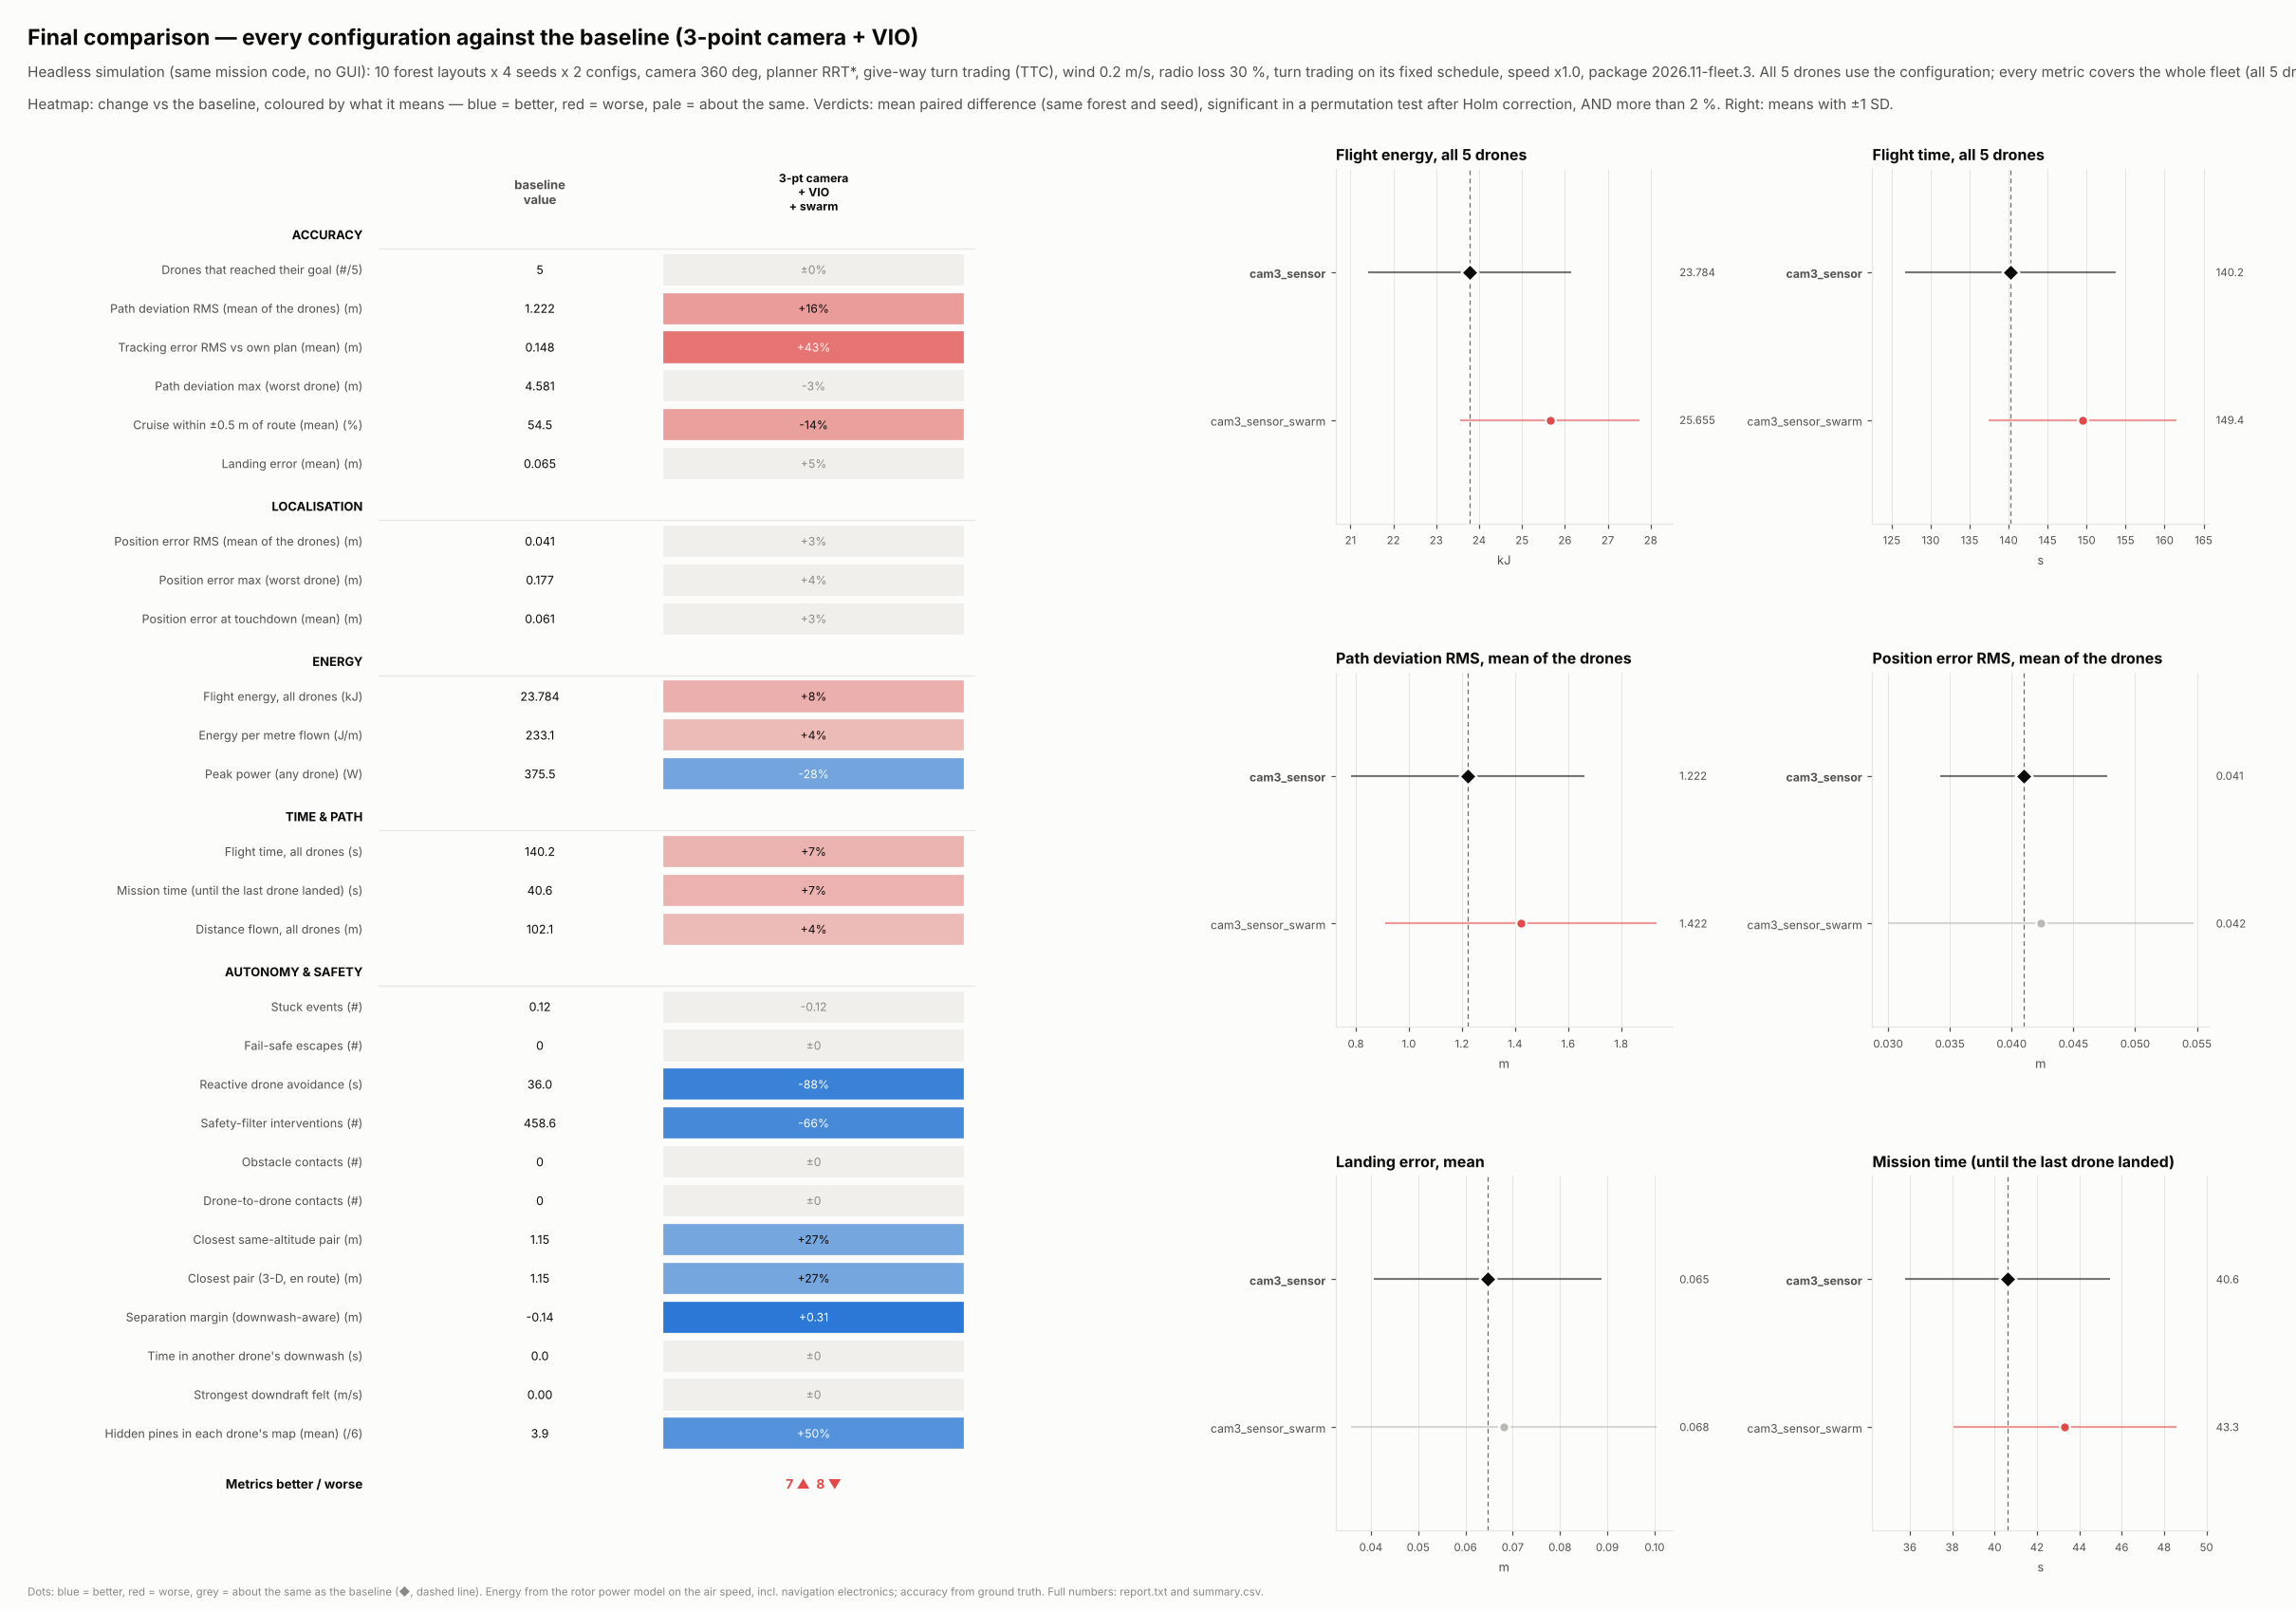 Final comparison — every configuration against the baseline (3-point camera + VIO)
Headless simulation (same mission code, no GUI): 10 forest layouts x 4 seeds x 2 configs, camera 360 deg, planner RRT*, give-way turn trading (TTC), wind 0.2 m/s, radio loss 30 %, turn trading on its fixed schedule, speed x1.0, package 2026.11-fleet.3. All 5 drones use the configuration; every metric covers the whole fleet (all 5 dr
Heatmap: change vs the baseline, coloured by what it means — blue = better, red = worse, pale = about the same. Verdicts: mean paired difference (same forest and seed), significant in a permutation test after Holm correction, AND more than 2 %. Right: means with ±1 SD.
baseline
value
3-pt camera
+ VIO
+ swarm
ACCURACY
Drones that reached their goal (#/5) 5 ±0%
Path deviation RMS (mean of the drones) (m) 1.222 +16%
Tracking error RMS vs own plan (mean) (m) 0.148 +43%
Path deviation max (worst drone) (m) 4.581 -3%
Cruise within ±0.5 m of route (mean) (%) 54.5 -14%
Landing error (mean) (m) 0.065 +5%
LOCALISATION
Position error RMS (mean of the drones) (m) 0.041 +3%
Position error max (worst drone) (m) 0.177 +4%
Position error at touchdown (mean) (m) 0.061 +3%
ENERGY
Flight energy, all drones (kJ) 23.784 +8%
Energy per metre flown (J/m) 233.1 +4%
Peak power (any drone) (W) 375.5 -28%
TIME & PATH
Flight time, all drones (s) 140.2 +7%
Mission time (until the last drone landed) (s) 40.6 +7%
Distance flown, all drones (m) 102.1 +4%
AUTONOMY & SAFETY
Stuck events (#) 0.12 -0.12
Fail-safe escapes (#) 0 ±0
Reactive drone avoidance (s) 36.0 -88%
Safety-filter interventions (#) 458.6 -66%
Obstacle contacts (#) 0 ±0
Drone-to-drone contacts (#) 0 ±0
Closest same-altitude pair (m) 1.15 +27%
Closest pair (3-D, en route) (m) 1.15 +27%
Separation margin (downwash-aware) (m) -0.14 +0.31
Time in another drone's downwash (s) 0.0 ±0
Strongest downdraft felt (m/s) 0.00 ±0
Hidden pines in each drone's map (mean) (/6) 3.9 +50%
Metrics better / worse 7 ▲ 8 ▼
Flight energy, all 5 drones
cam3_sensor 23.784
cam3_sensor_swarm 25.655
21 22 23 24 25 26 27 28
kJ
Flight time, all 5 drones
cam3_sensor 140.2
cam3_sensor_swarm 149.4
125 130 135 140 145 150 155 160 165
s
Path deviation RMS, mean of the drones
cam3_sensor 1.222
cam3_sensor_swarm 1.422
0.8 1.0 1.2 1.4 1.6 1.8
m
Position error RMS, mean of the drones
cam3_sensor 0.041
cam3_sensor_swarm 0.042
0.030 0.035 0.040 0.045 0.050 0.055
m
Landing error, mean
cam3_sensor 0.065
cam3_sensor_swarm 0.068
0.04 0.05 0.06 0.07 0.08 0.09 0.10
m
Mission time (until the last drone landed)
cam3_sensor 40.6
cam3_sensor_swarm 43.3
36 38 40 42 44 46 48 50
s
Dots: blue = better, red = worse, grey = about the same as the baseline (◆, dashed line). Energy from the rotor power model on the air speed, incl. navigation electronics; accuracy from ground truth. Full numbers: report.txt and summary.csv.